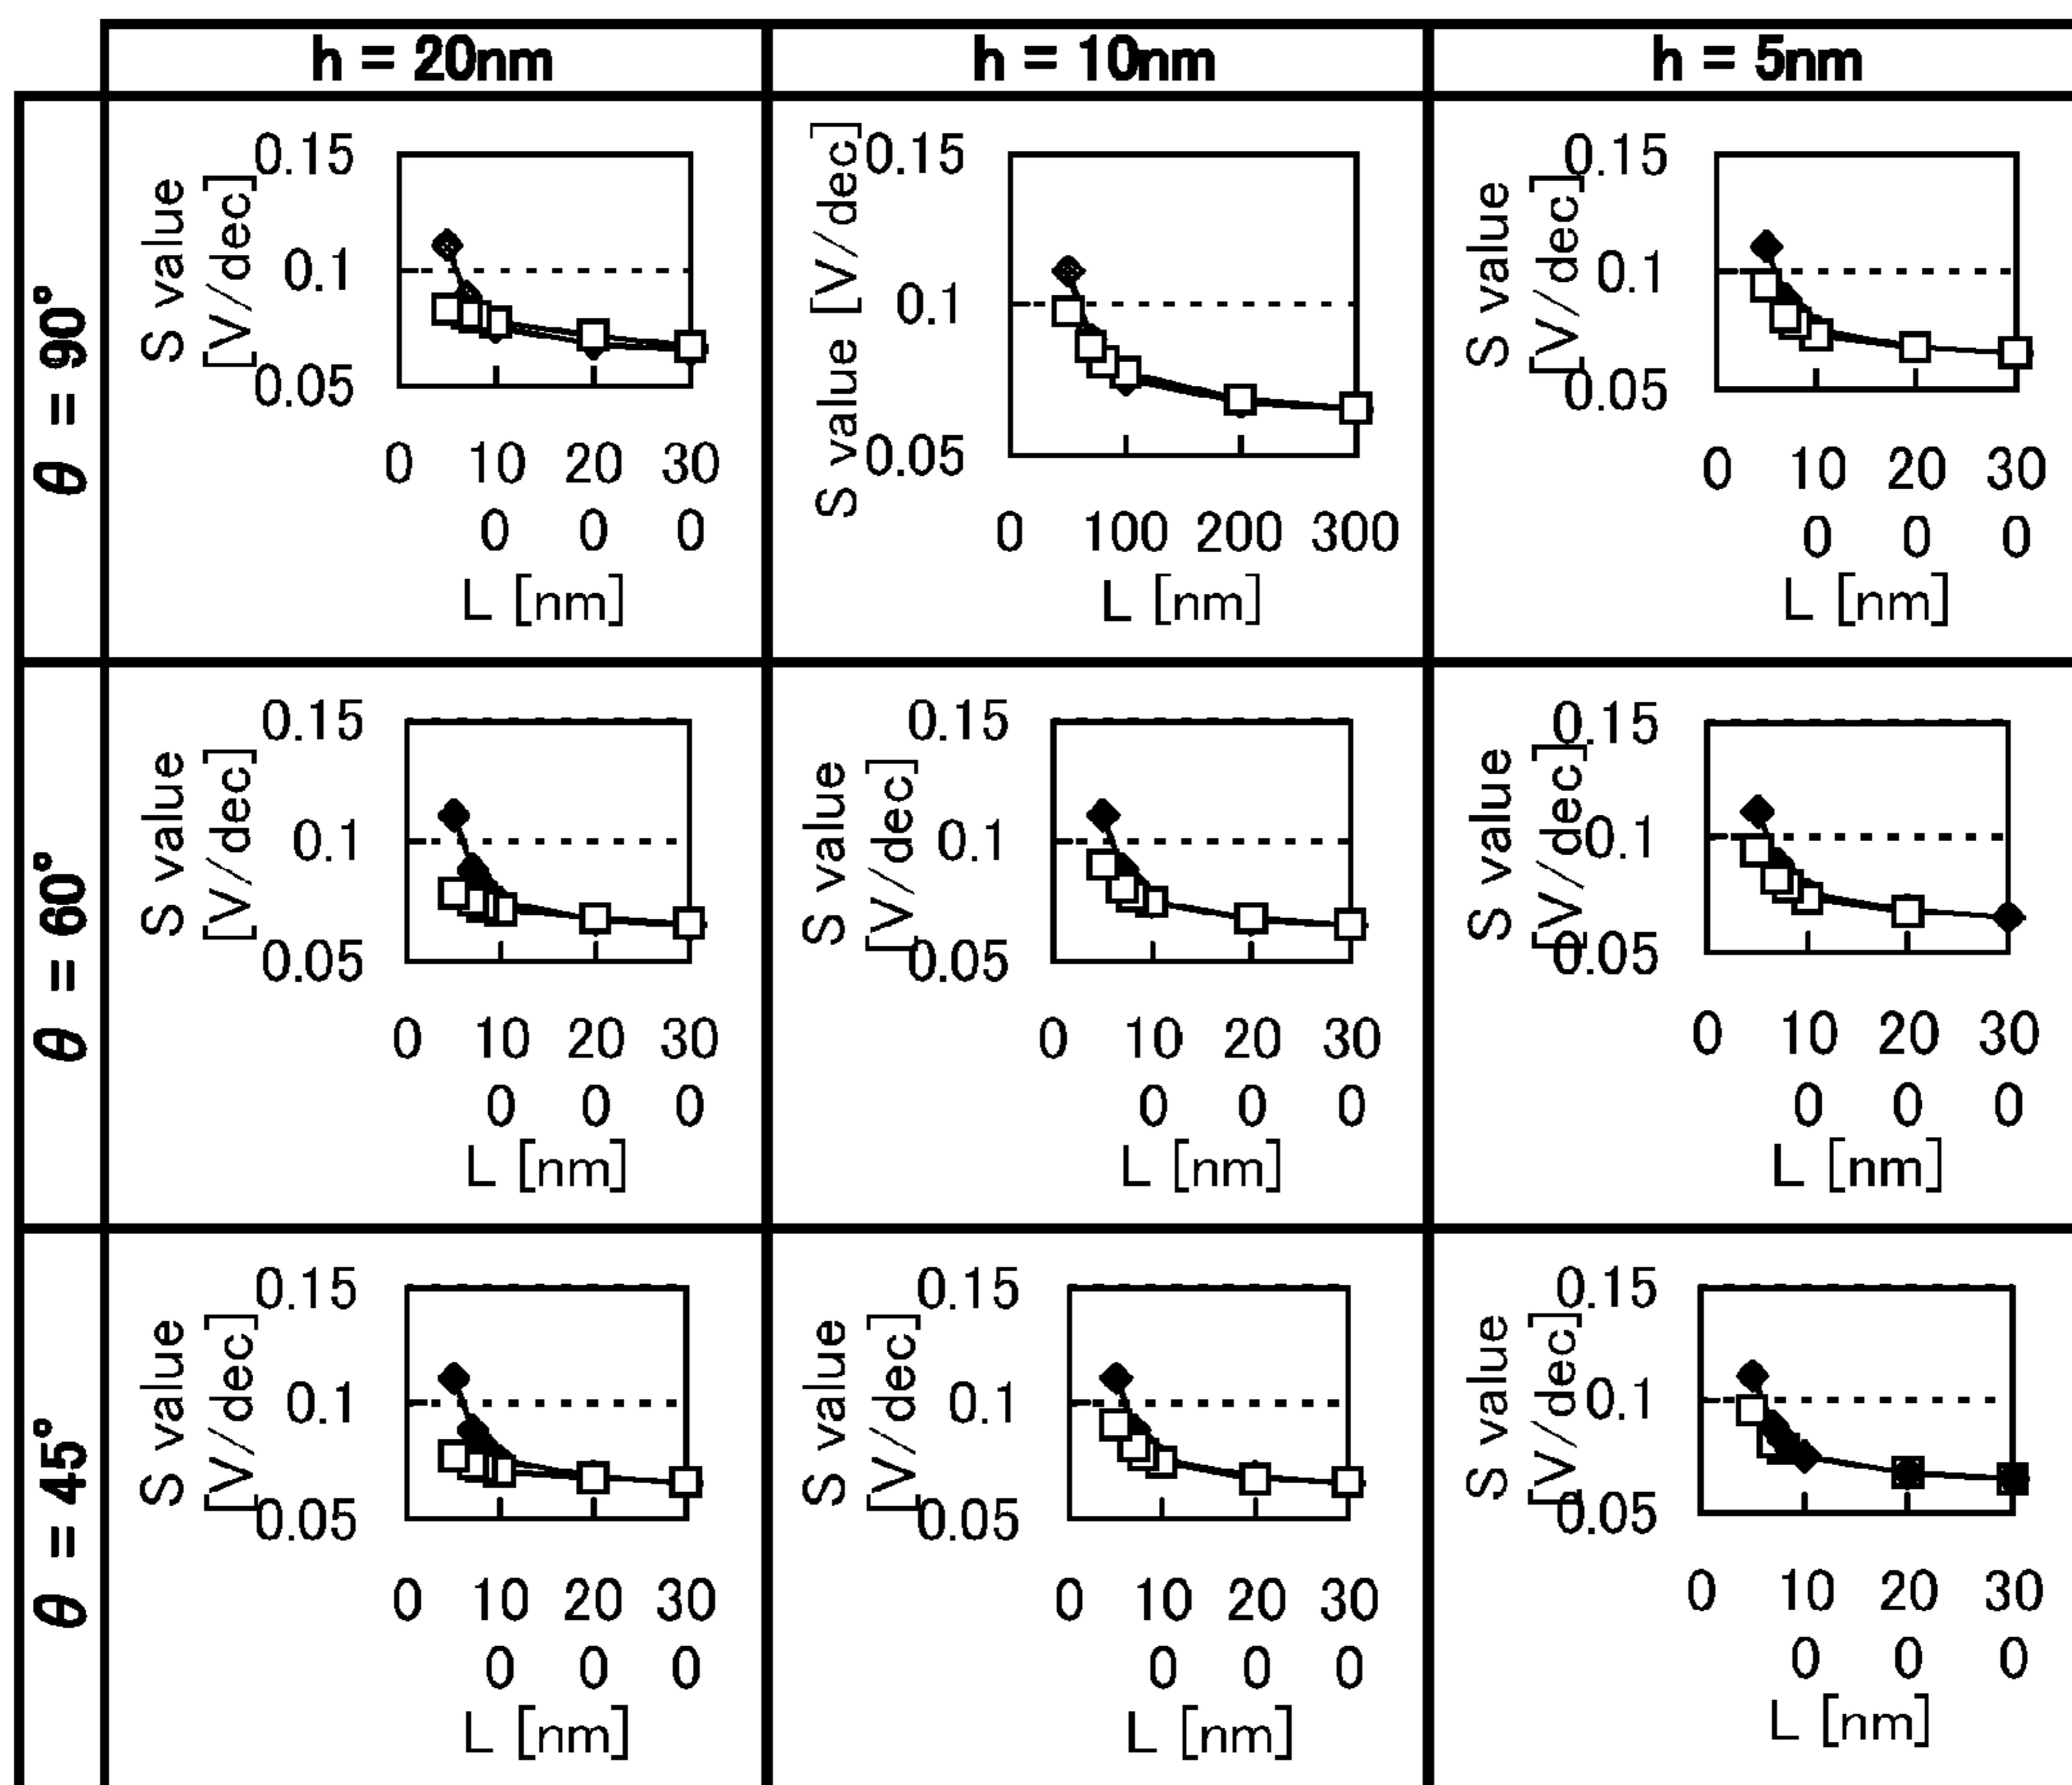 h = 20nm
h = 10nm
h = 5nm
θ = 90°
S value
[V/dec]
0.15
0.1
0.05
0 10 20 30
0 0 0
L [nm]
S value [V/dec]
0.15
0.1
0.05
0 100 200 300
L [nm]
S value
[V/dec]
0.15
0.1
0.05
0 10 20 30
0 0 0
L [nm]
θ = 60°
S value
[V/dec]
0.15
0.1
0.05
0 10 20 30
0 0 0
L [nm]
S value
[V/dec]
0.15
0.1
0.05
0 10 20 30
0 0 0
L [nm]
S value
[V/dec]
0.15
0.1
0.05
0 10 20 30
0 0 0
L [nm]
θ = 45°
S value
[V/dec]
0.15
0.1
0.05
0 10 20 30
0 0 0
L [nm]
S value
[V/dec]
0.15
0.1
0.05
0 10 20 30
0 0 0
L [nm]
S value
[V/dec]
0.15
0.1
0.05
0 10 20 30
0 0 0
L [nm]